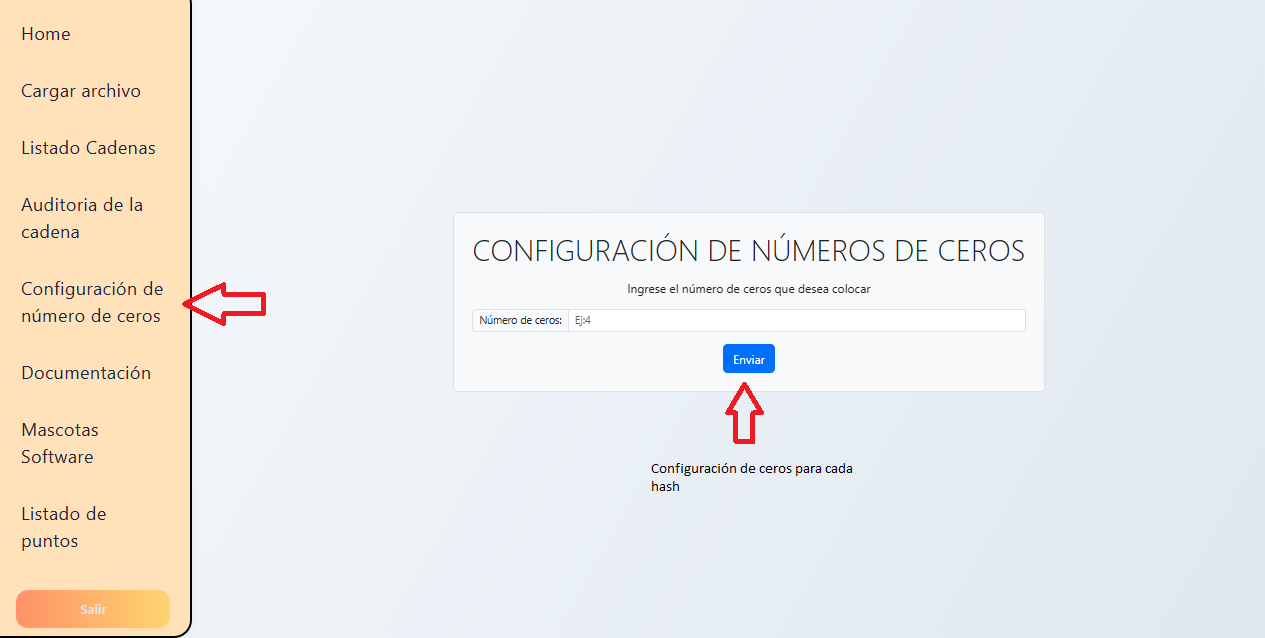 Home
Cargar archivo
Listado Cadenas
Auditoria de la
cadena
Configuración de
número de ceros
Documentación
Mascotas
Software
Listado de
puntos
Salir
CONFIGURACIÓN DE NÚMEROS DE CEROS
Ingrese el número de ceros que desea colocar
Número de ceros: Ej:4
Enviar
Configuración de ceros para cada
hash